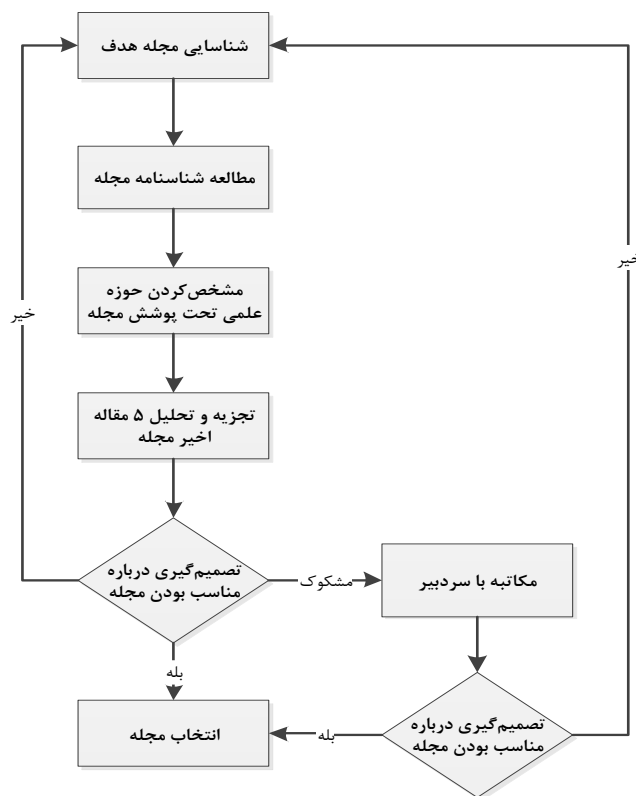 شناسایی مجله هدف
مطالعه شناسنامه مجله
مشخص‌کردن حوزه
علمی تحت پوشش مجله
خیر
خیر
تجزیه و تحلیل ۵ مقاله
اخیر مجله
تصمیم‌گیری درباره
مناسب بودن مجله
مشکوک
مکاتبه با سردبیر
بله
انتخاب مجله
بله
تصمیم‌گیری درباره
مناسب بودن مجله